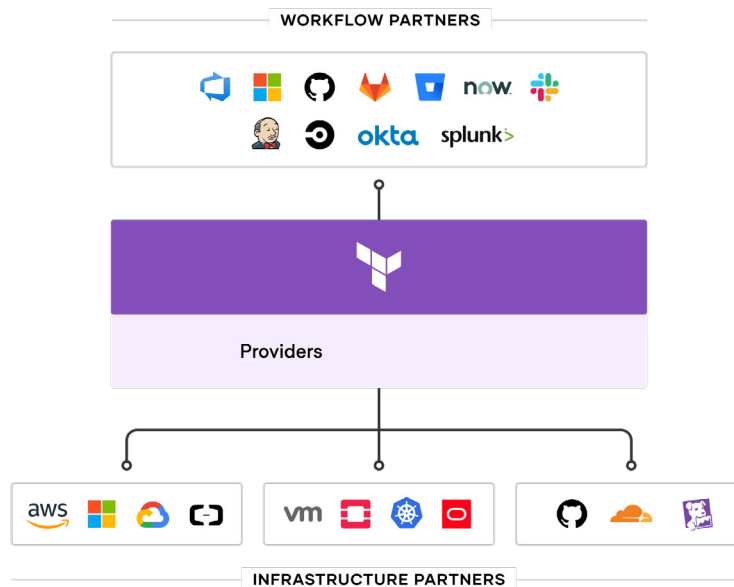 WORKFLOW PARTNERS
now
okta splunk>
Providers
aws vm
INFRASTRUCTURE PARTNERS